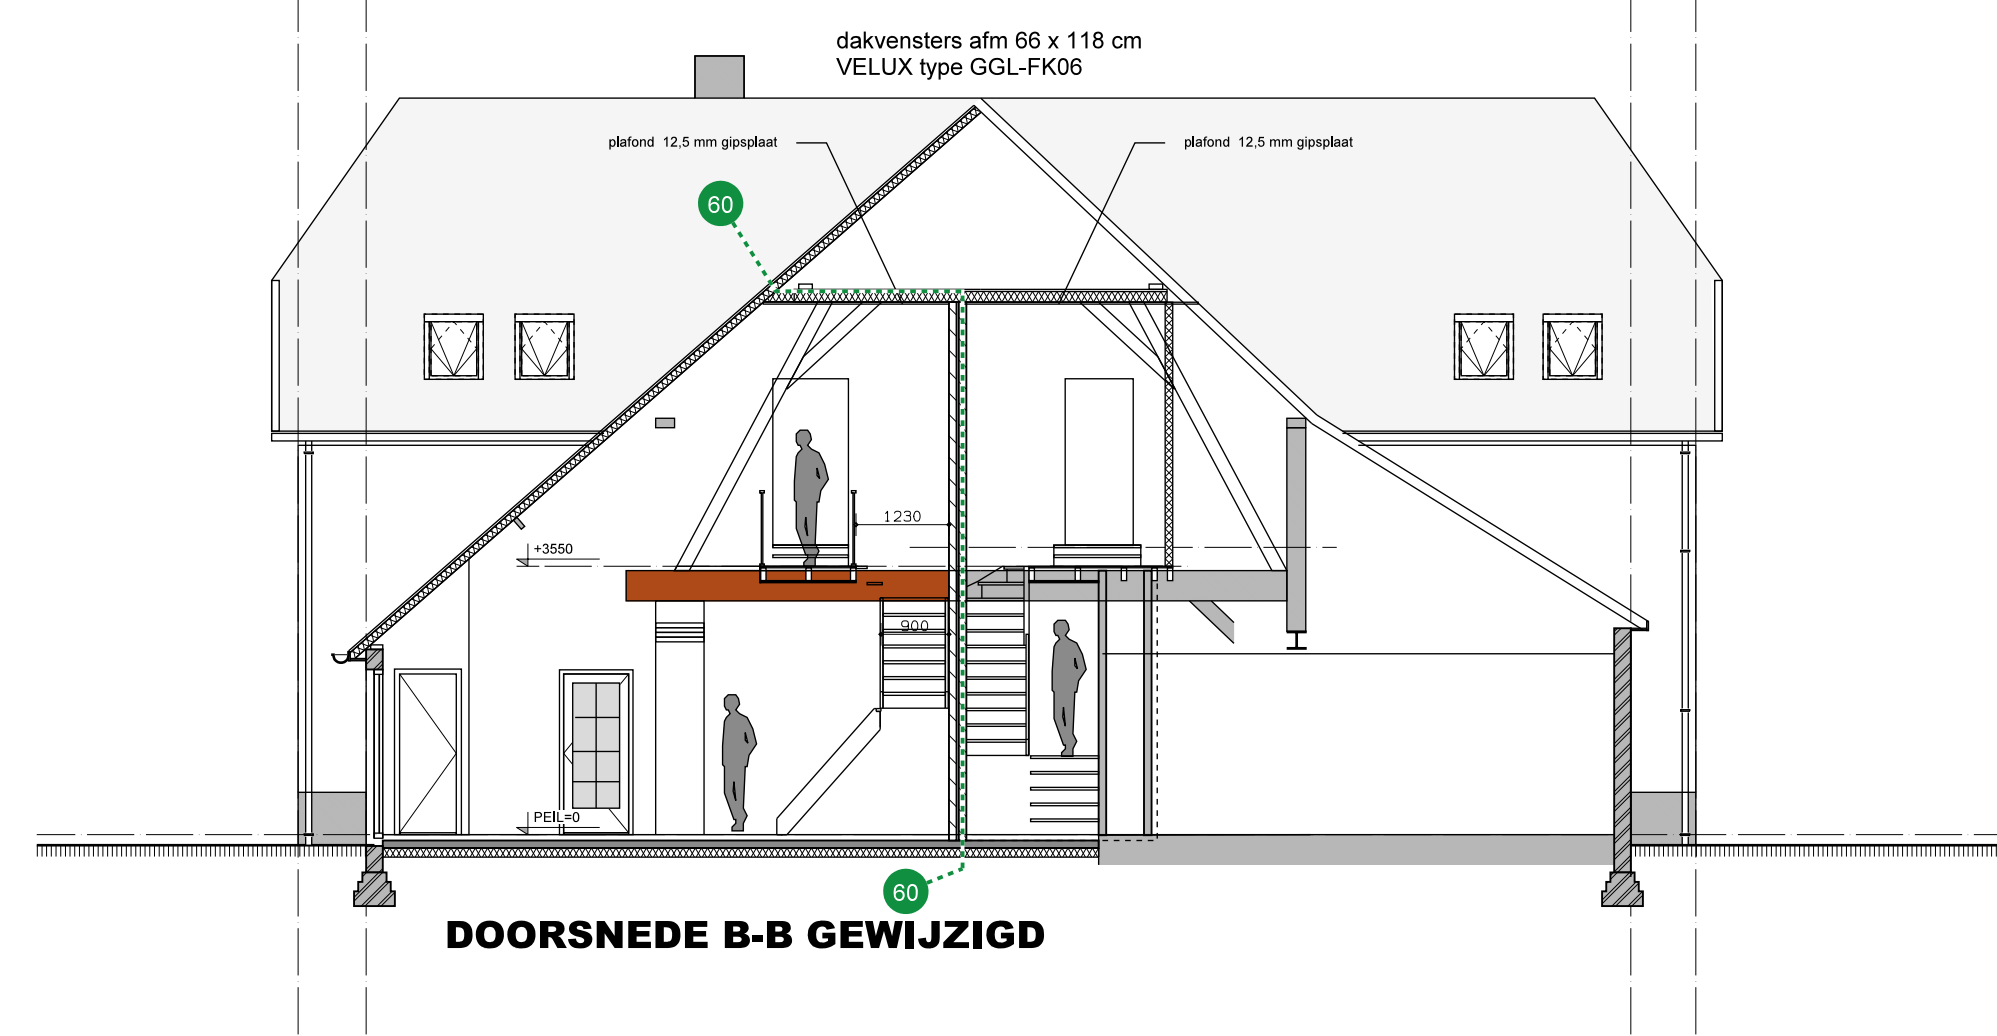 dakvensters afm 66 x 118 cm
VELUX type GGL-FK06
plafond 12,5 mm gipsplaat
plafond 12,5 mm gipsplaat
60
1230
+3550
900
PEIL=0
60
DOORSNEDE B-B GEWIJZIGD